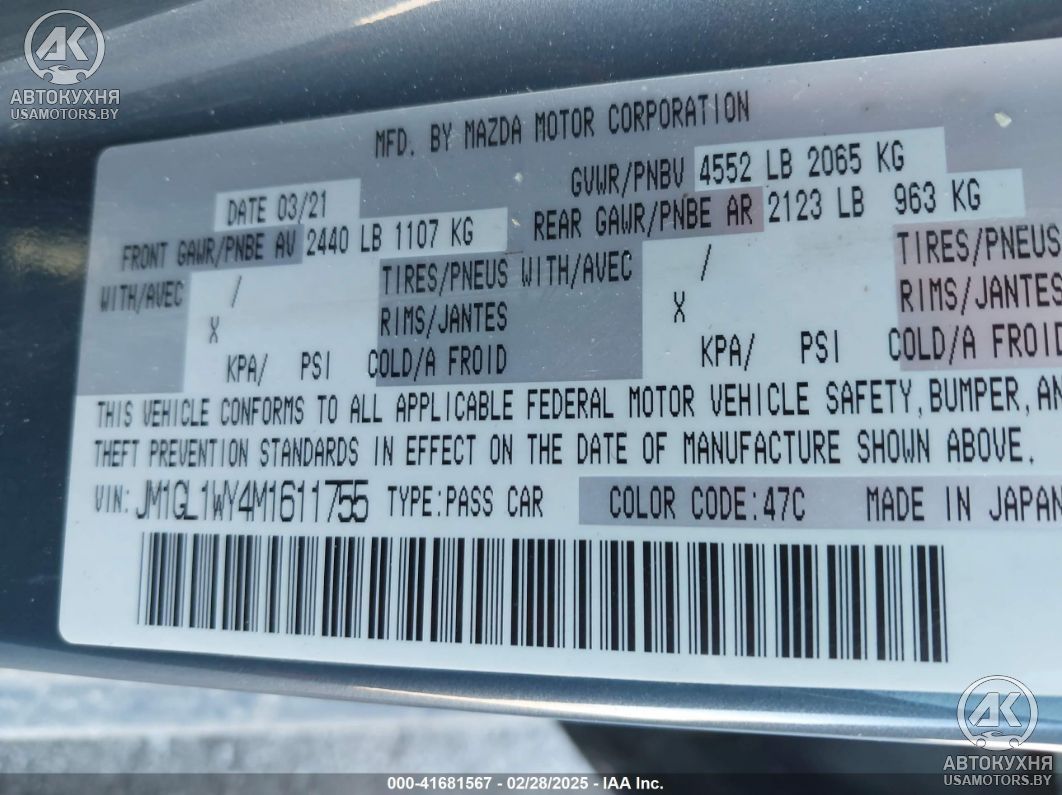 AK
АВТОКУХНЯ
USAMOTORS.BY
MFD. BY MAZDA MOTOR CORPORATION
GVWR/PNBV 4552 LB 2065 KG
DATE 03/21
FRONT GAWR/PNBE AV 2440 LB 1107 KG REAR GAWR/PNBE AR 2123 LB 963 KG
WITH/AVEC / TIRES/PNEUS WITH/AVEC / TIRES/PNEUS
X RIMS/JANTES X RIMS/JANTES
KPA/ PSI COLD/A FROID KPA/ PSI COLD/A FROID
THIS VEHICLE CONFORMS TO ALL APPLICABLE FEDERAL MOTOR VEHICLE SAFETY, BUMPER, AN
THEFT PREVENTION STANDARDS IN EFFECT ON THE DATE OF MANUFACTURE SHOWN ABOVE.
VIN: JM1GL1WY4M1611755 TYPE:PASS CAR COLOR CODE:47C MADE IN JAPAN
AK
АВТОКУХНЯ
USAMOTORS.BY
000-41681567 - 02/28/2025 - IAA Inc.